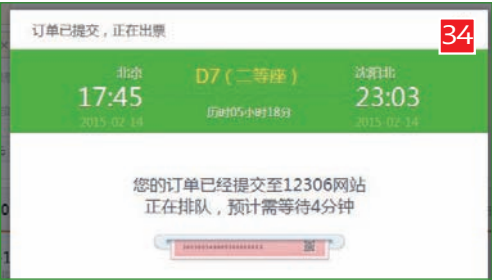 订单已提交，正在出票
34
北京
D7（二等座）
沈阳北
17:45
历时05小时18分
23:03
2015-02-14
2015-02-14
您的订单已经提交至12306网站
正在排队，预计需等待4分钟